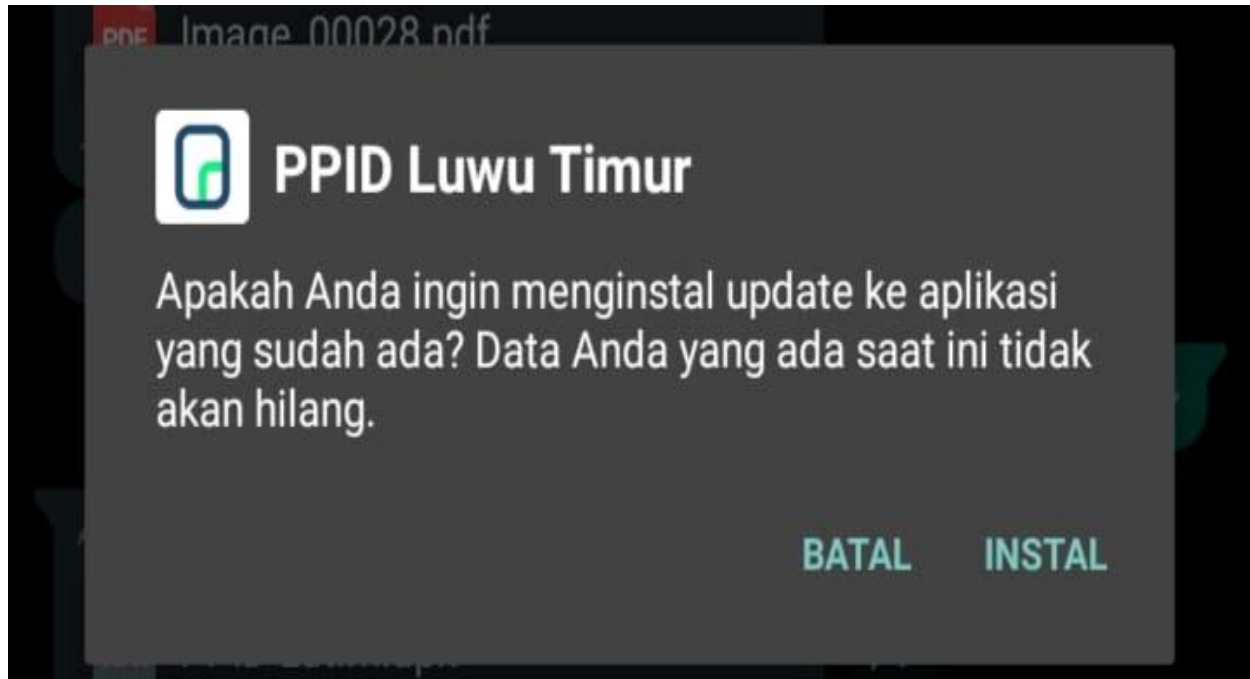 PDF Image_00028.pdf
PPID Luwu Timur
Apakah Anda ingin menginstal update ke aplikasi
yang sudah ada? Data Anda yang ada saat ini tidak
akan hilang.
BATAL INSTAL